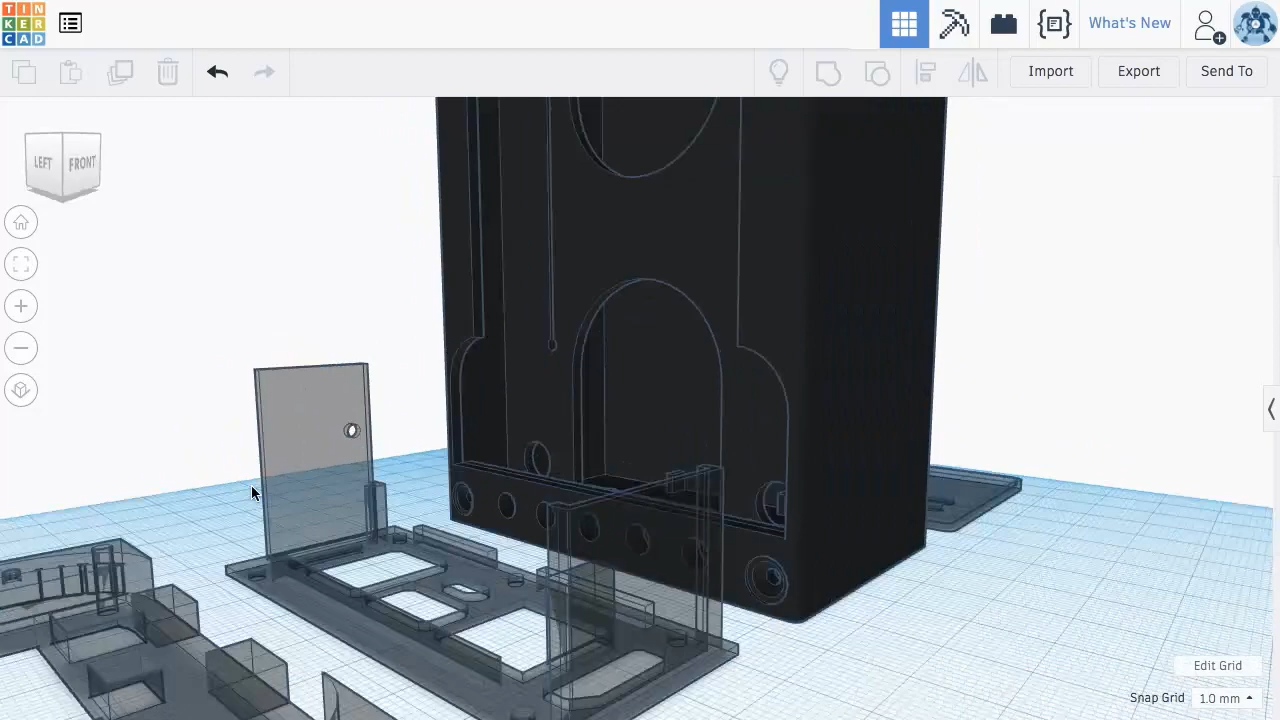 TIN
KER
CAD
What's New
Import
Export
Send To
LEFT
FRONT
Edit Grid
Snap Grid
1.0 mm